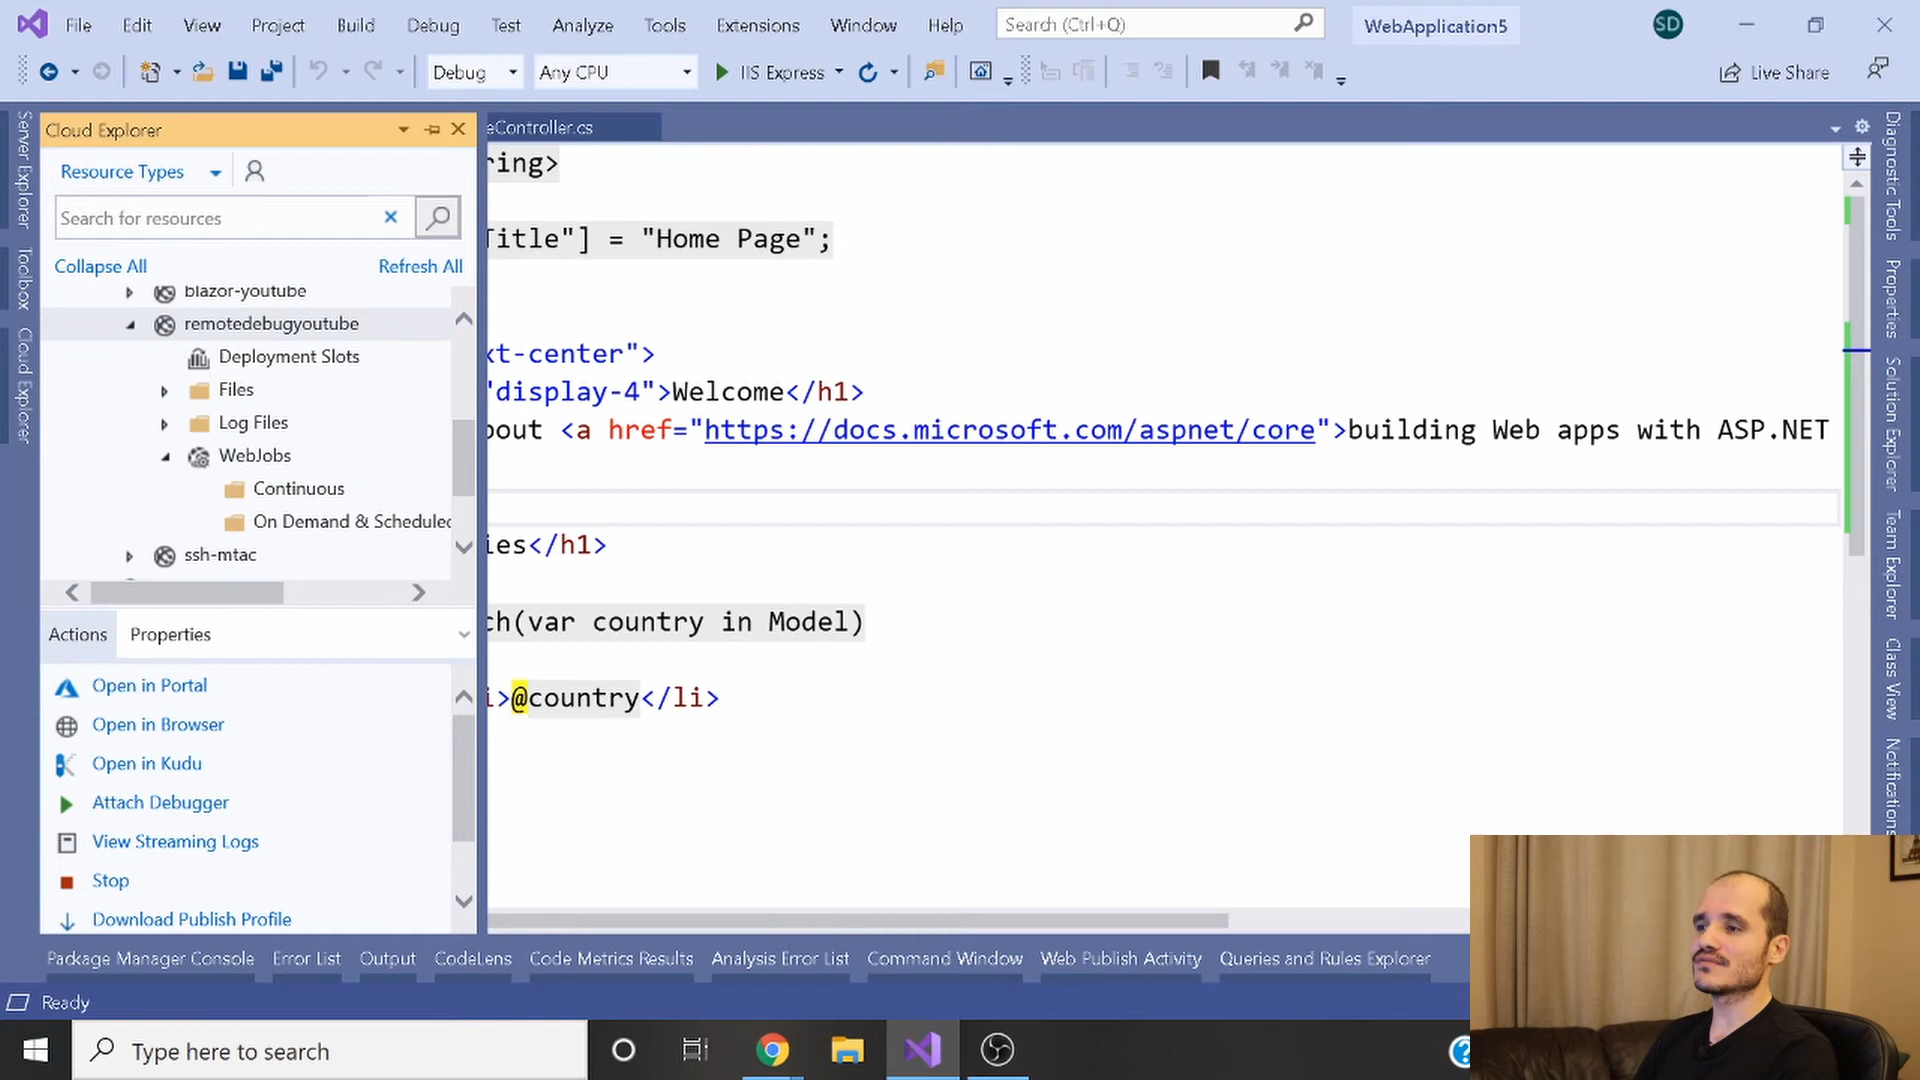 File Edit View Project Build Debug Test Analyze Tools Extensions Window Help Search (Ctrl+Q) WebApplication5 SD
Debug Any CPU IIS Express Live Share
Server Explorer
Toolbox
Cloud Explorer
Cloud Explorer
Resource Types
Search for resources
Collapse All Refresh All
blazor-youtube
remotedebugyoutube
Deployment Slots
Files
Log Files
WebJobs
Continuous
On Demand & Scheduled
ssh-mtac
Actions Properties
Open in Portal
Open in Browser
Open in Kudu
Attach Debugger
View Streaming Logs
Stop
Download Publish Profile
eController.cs
ring>
Title"] = "Home Page";
xt-center">
"display-4">Welcome</h1>
bout <a href="https://docs.microsoft.com/aspnet/core">building Web apps with ASP.NET
ies</h1>
ch(var country in Model)
i>@country</li>
Diagnostic Tools
Properties
Solution Explorer
Team Explorer
Class View
Notifications
Package Manager Console Error List Output CodeLens Code Metrics Results Analysis Error List Command Window Web Publish Activity Queries and Rules Explorer
Ready
Type here to search